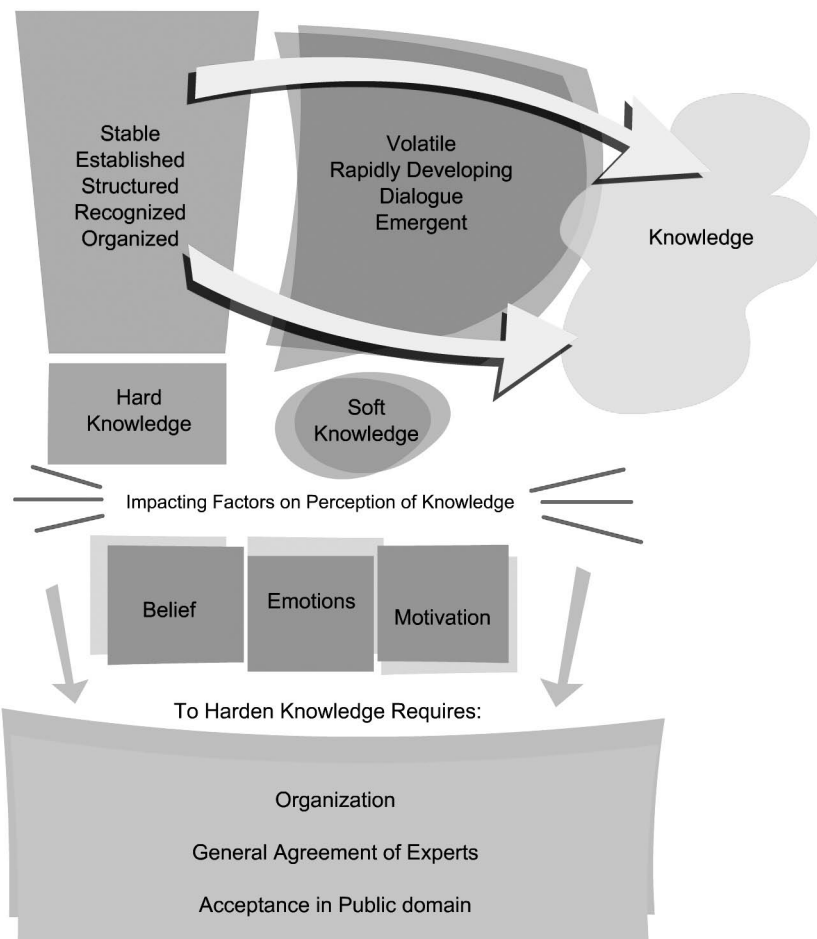 Stable
Established
Structured
Recognized
Organized
Volatile
Rapidly Developing
Dialogue
Emergent
Knowledge
Hard
Knowledge
Soft
Knowledge
Impacting Factors on Perception of Knowledge
Belief
Emotions
Motivation
To Harden Knowledge Requires:
Organization
General Agreement of Experts
Acceptance in Public domain